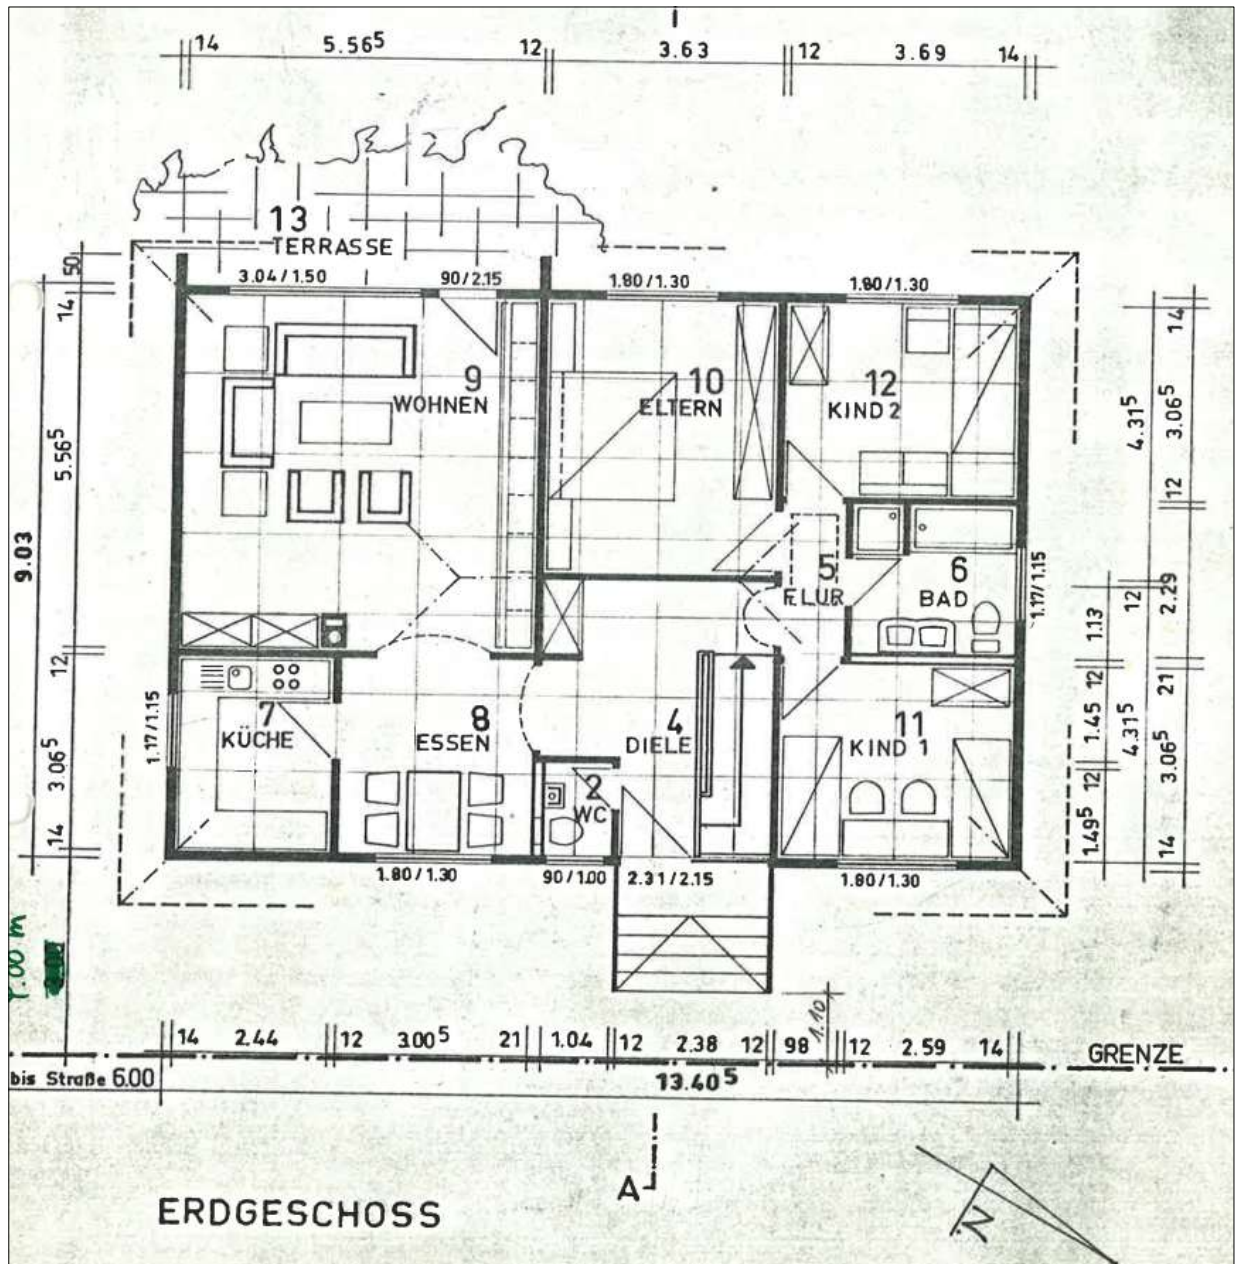 14 5.56⁵ 12 3.63 12 3.69 14
13
TERRASSE
3.04/1.50 90/2.15 1.80/1.30 1.80/1.30
50
14
5.56⁵
12
3.06⁵
14
9.03
9
WOHNEN
10
ELTERN
12
KIND 2
5
FLUR
6
BAD
1.17/1.15
7
KÜCHE
8
ESSEN
4
DIELE
11
KIND 1
2
WC
1.17/1.15
1.80/1.30 90/1.00 2.31/2.15 1.80/1.30
14
3.06⁵
12
2.29
21
3.06⁵
14
4.31⁵
12
4.31⁵
1.13
12
1.45
12
1.49⁵
1.10
14 2.44 12 3.00⁵ 21 1.04 12 2.38 12 98 12 2.59 14
GRENZE
bis Straße 6.00
13.40⁵
A
ERDGESCHOSS
N